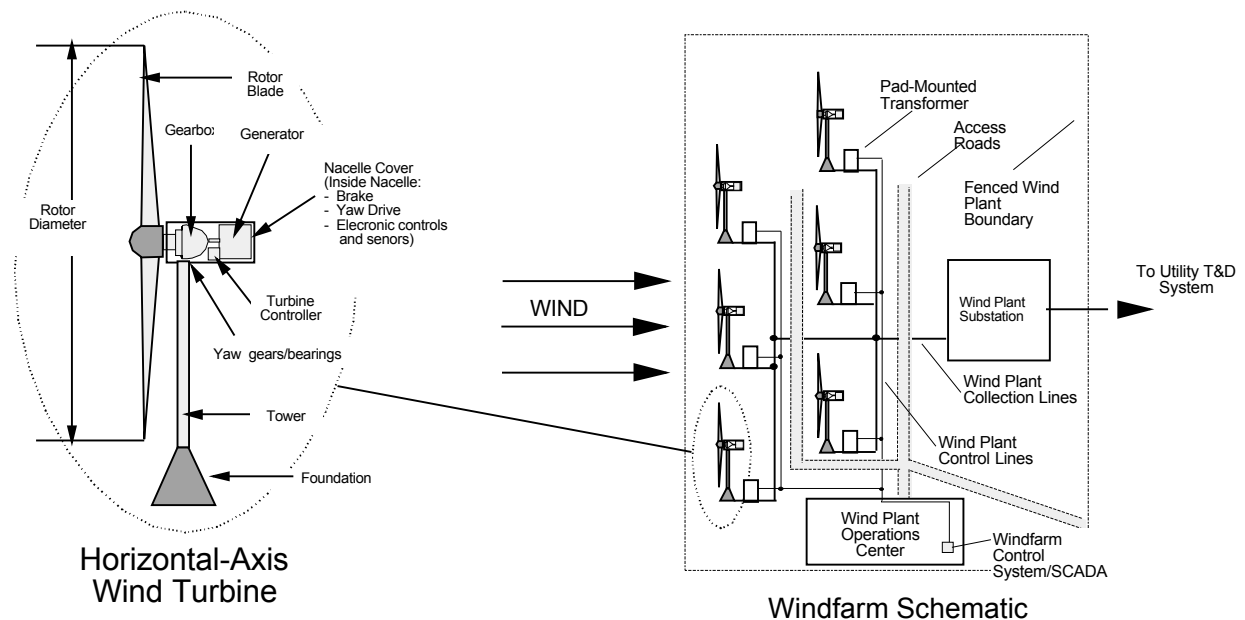 Rotor
Blade
Gearbox
Generator
Nacelle Cover
(Inside Nacelle:
- Brake
- Yaw Drive
- Elecronic controls
and senors)
Rotor
Diameter
Turbine
Controller
Yaw gears/bearings
Tower
Foundation
Horizontal-Axis
Wind Turbine
WIND
Pad-Mounted
Transformer
Access
Roads
Fenced Wind
Plant
Boundary
Wind Plant
Substation
To Utility T&D
System
Wind Plant
Collection Lines
Wind Plant
Control Lines
Wind Plant
Operations
Center
Windfarm
Control
System/SCADA
Windfarm Schematic